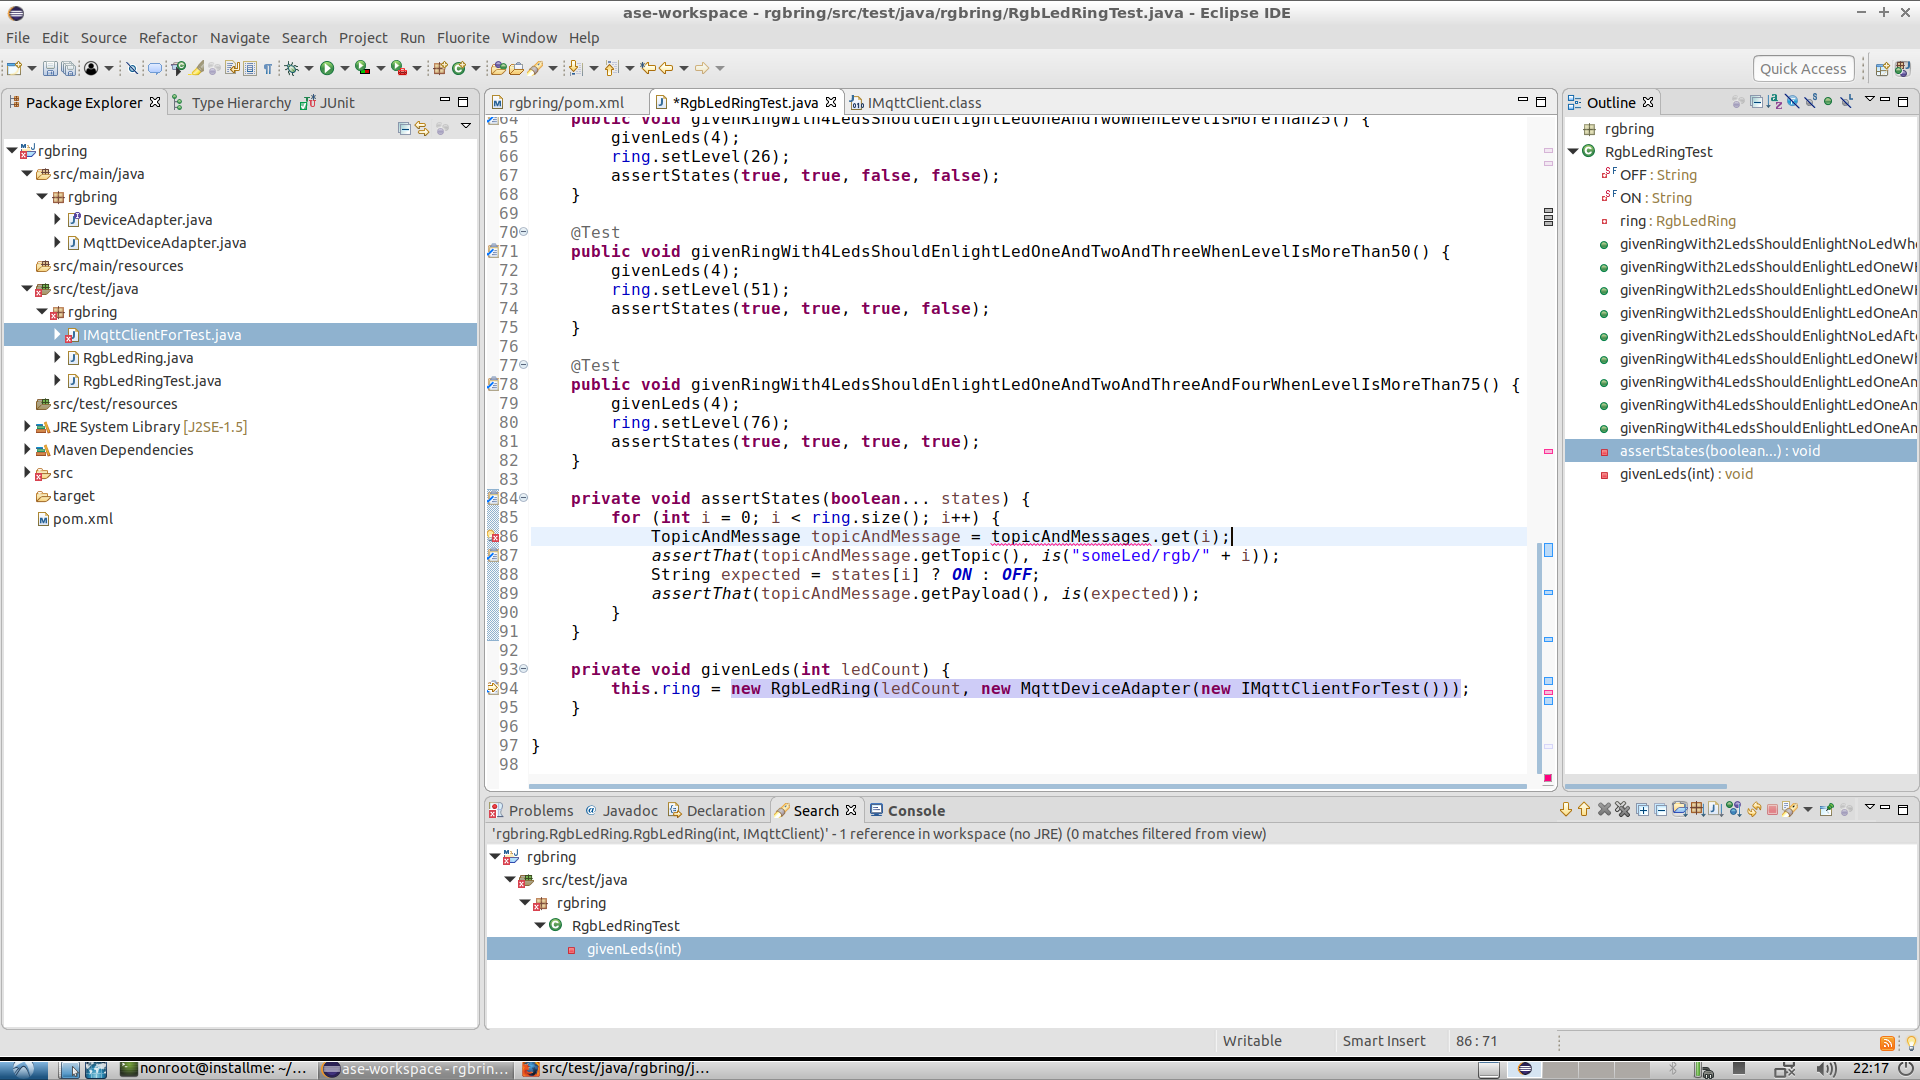 ase-workspace - rgbring/src/test/java/rgbring/RgbLedRingTest.java - Eclipse IDE
File Edit Source Refactor Navigate Search Project Run Fluorite Window Help
Quick Access
Package Explorer Type Hierarchy JUnit
rgbring
src/main/java
rgbring
DeviceAdapter.java
MqttDeviceAdapter.java
src/main/resources
src/test/java
rgbring
IMqttClientForTest.java
RgbLedRing.java
RgbLedRingTest.java
src/test/resources
JRE System Library [J2SE-1.5]
Maven Dependencies
src
target
pom.xml
rgbring/pom.xml *RgbLedRingTest.java IMqttClient.class
64 public void givenRingWith4LedsShouldEnlightLedOneAndTwoWhenLevelIsMoreThan25() {
65 givenLeds(4);
66 ring.setLevel(26);
67 assertStates(true, true, false, false);
68 }
69
70 @Test
71 public void givenRingWith4LedsShouldEnlightLedOneAndTwoAndThreeWhenLevelIsMoreThan50() {
72 givenLeds(4);
73 ring.setLevel(51);
74 assertStates(true, true, true, false);
75 }
76
77 @Test
78 public void givenRingWith4LedsShouldEnlightLedOneAndTwoAndThreeAndFourWhenLevelIsMoreThan75() {
79 givenLeds(4);
80 ring.setLevel(76);
81 assertStates(true, true, true, true);
82 }
83
84 private void assertStates(boolean... states) {
85 for (int i = 0; i < ring.size(); i++) {
86 TopicAndMessage topicAndMessage = topicAndMessages.get(i);
87 assertThat(topicAndMessage.getTopic(), is("someLed/rgb/" + i));
88 String expected = states[i] ? ON : OFF;
89 assertThat(topicAndMessage.getPayload(), is(expected));
90 }
91 }
92
93 private void givenLeds(int ledCount) {
94 this.ring = new RgbLedRing(ledCount, new MqttDeviceAdapter(new IMqttClientForTest()));
95 }
96
97 }
98
Outline
rgbring
RgbLedRingTest
OFF : String
ON : String
ring : RgbLedRing
givenRingWith2LedsShouldEnlightNoLedWhe
givenRingWith2LedsShouldEnlightLedOneWh
givenRingWith2LedsShouldEnlightLedOneWh
givenRingWith2LedsShouldEnlightLedOneAn
givenRingWith2LedsShouldEnlightNoLedAfte
givenRingWith4LedsShouldEnlightLedOneWh
givenRingWith4LedsShouldEnlightLedOneAn
givenRingWith4LedsShouldEnlightLedOneAn
givenRingWith4LedsShouldEnlightLedOneAn
assertStates(boolean...) : void
givenLeds(int) : void
Problems Javadoc Declaration Search Console
'rgbring.RgbLedRing.RgbLedRing(int, IMqttClient)' - 1 reference in workspace (no JRE) (0 matches filtered from view)
rgbring
src/test/java
rgbring
RgbLedRingTest
givenLeds(int)
Writable Smart Insert 86 : 71
nonroot@installme: ~/... ase-workspace - rgbrin... src/test/java/rgbring/j... 22:17